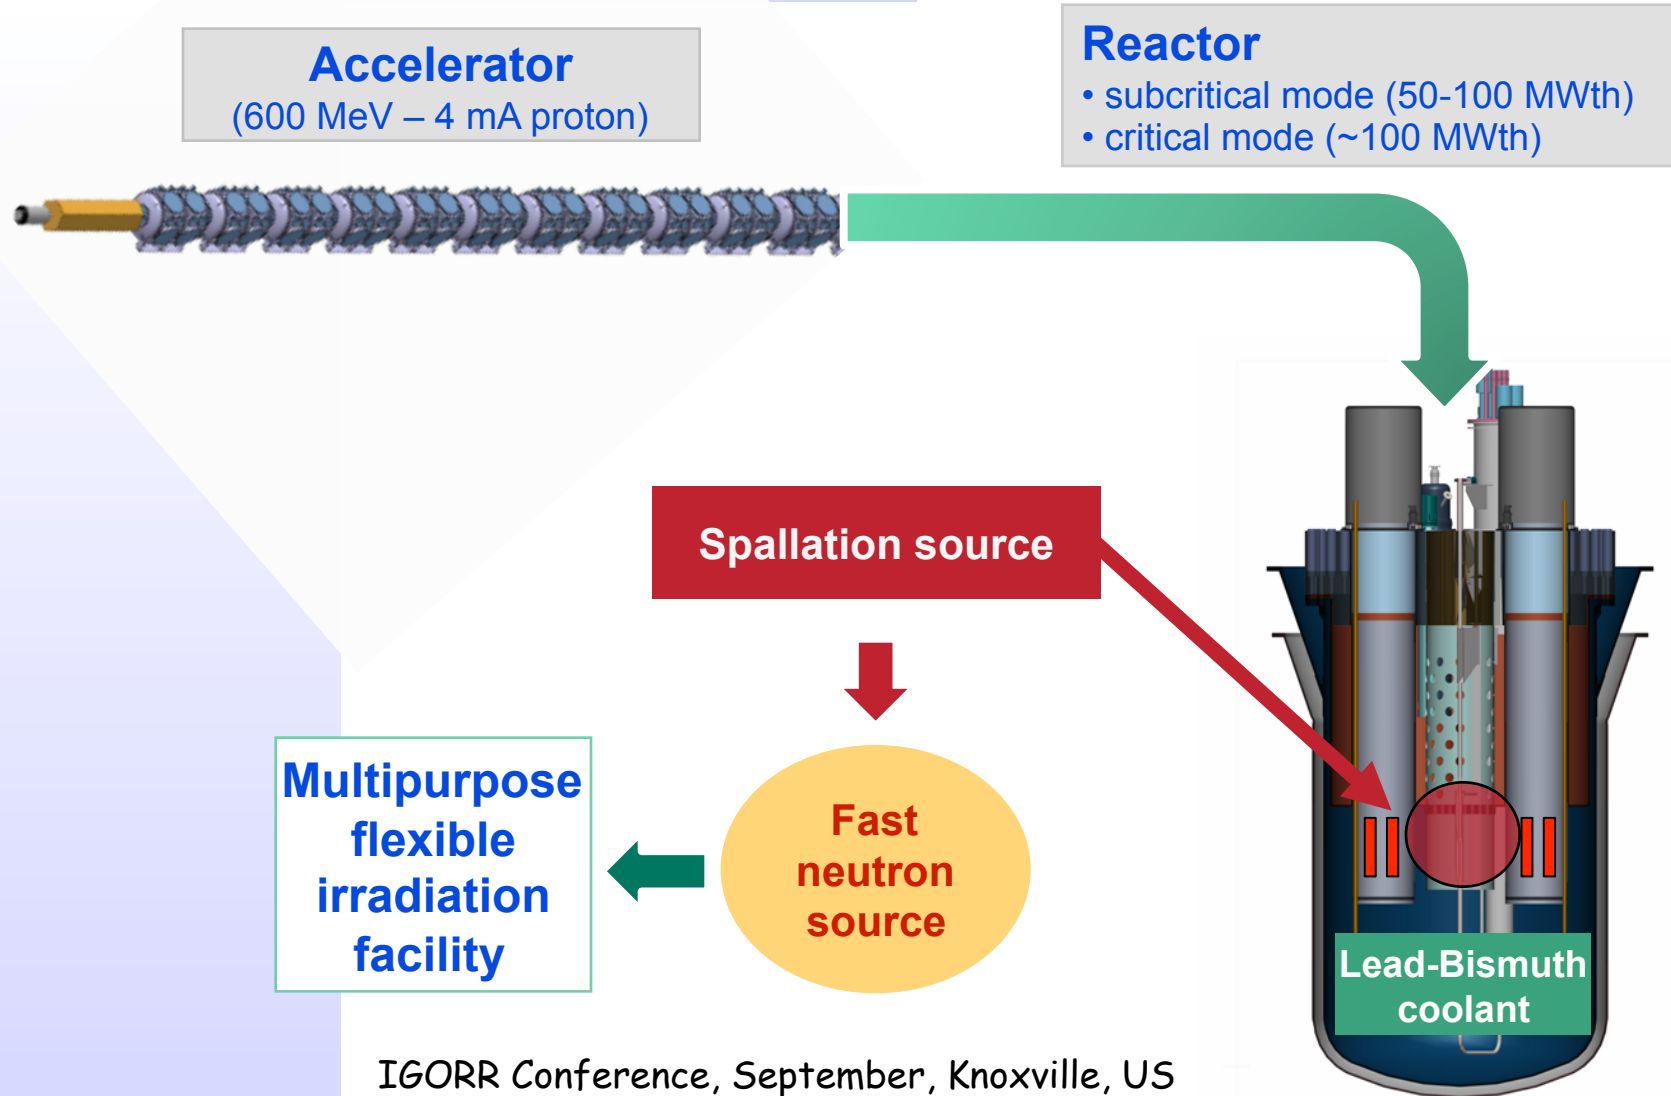 Accelerator
(600 MeV – 4 mA proton)
Reactor
• subcritical mode (50-100 MWth)
• critical mode (~100 MWth)
Spallation source
Multipurpose
flexible
irradiation
facility
Fast
neutron
source
Lead-Bismuth
coolant
IGORR Conference, September, Knoxville, US